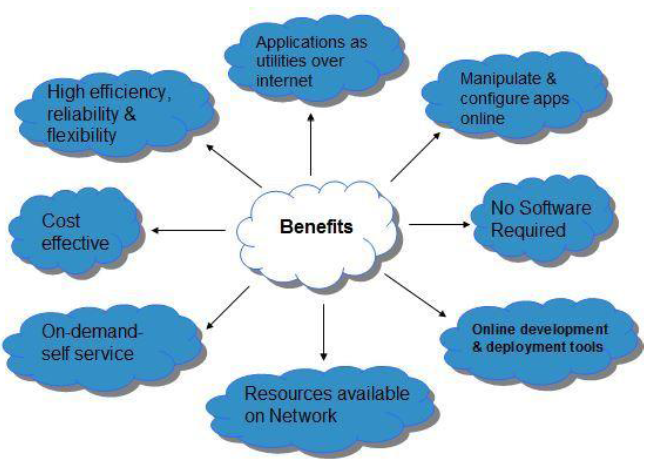 Applications as
utilities over
internet
High efficiency,
reliability &
flexibility
Manipulate &
configure apps
online
Benefits
Cost
effective
No Software
Required
On-demand-
self service
Online development
& deployment tools
Resources available
on Network